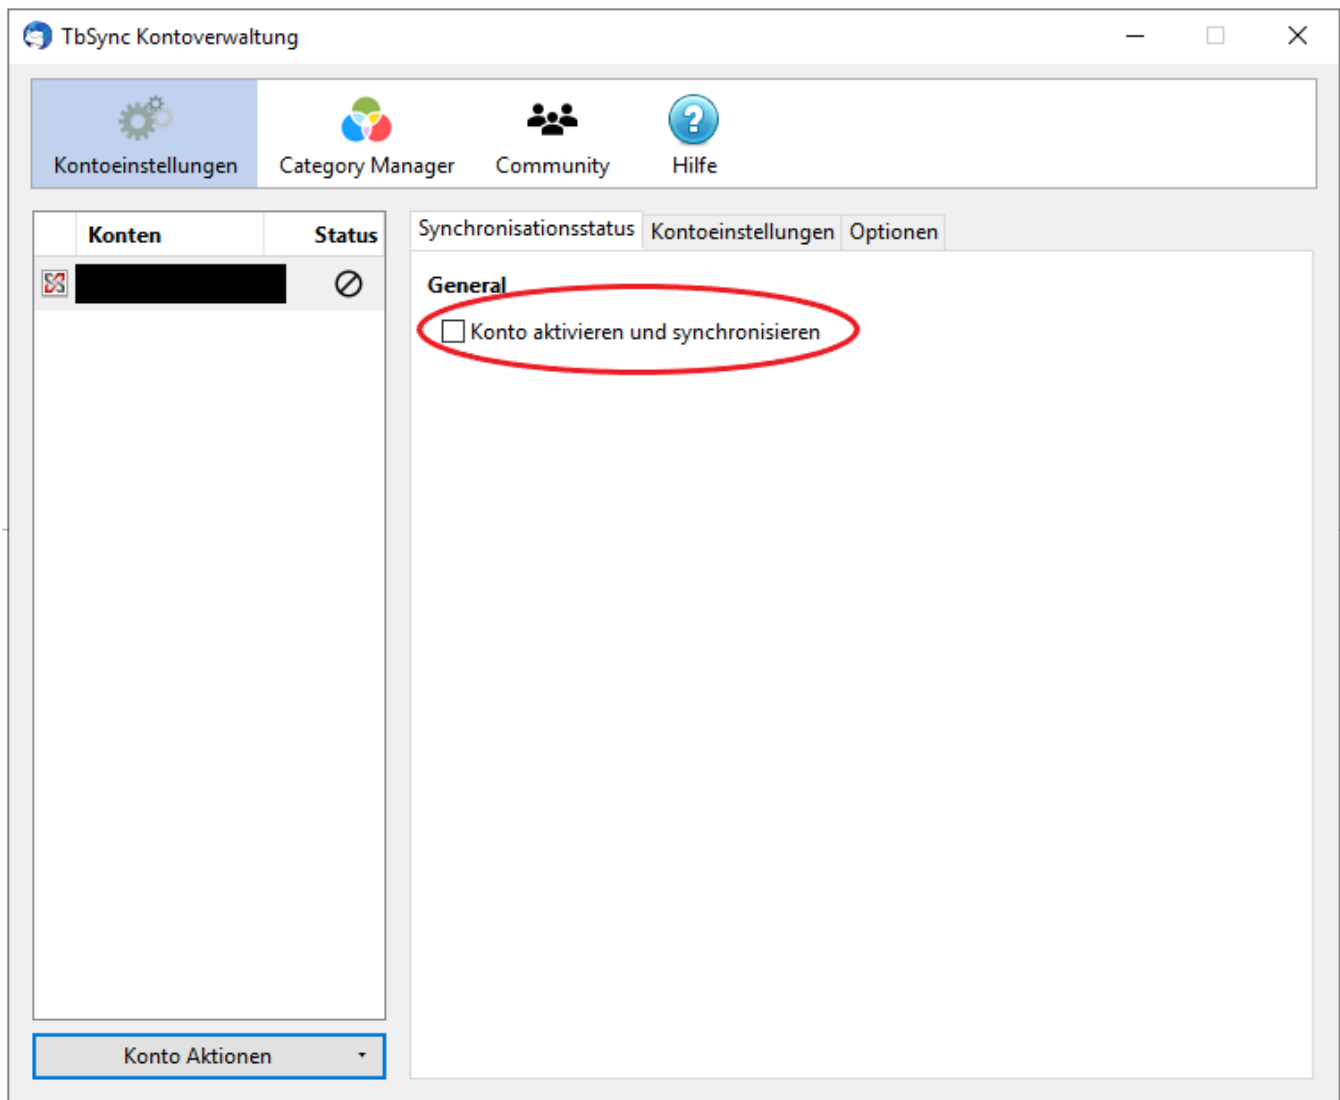 TbSync Kontoverwaltung
Kontoeinstellungen
Category Manager
Community
Hilfe
Konten
Status
Synchronisationsstatus
Kontoeinstellungen
Optionen
General
Konto aktivieren und synchronisieren
Konto Aktionen